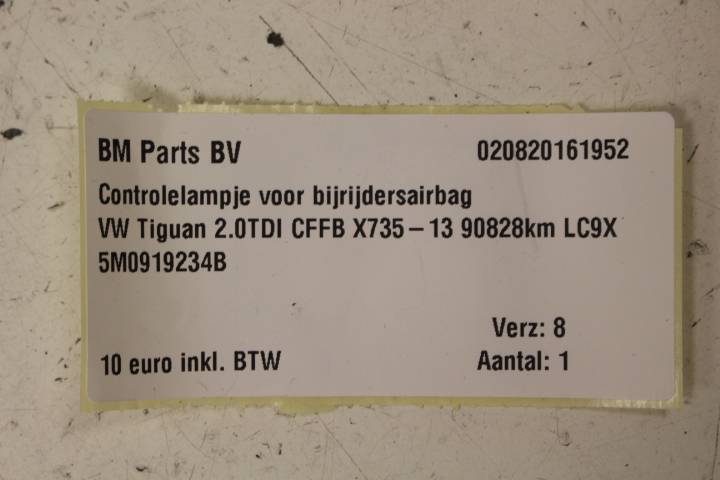 BM Parts BV 020820161952
Controlelampje voor bijrijdersairbag
VW Tiguan 2.0TDI CFFB X735-13 90828km LC9X
5M0919234B
Verz: 8
10 euro inkl. BTW Aantal: 1